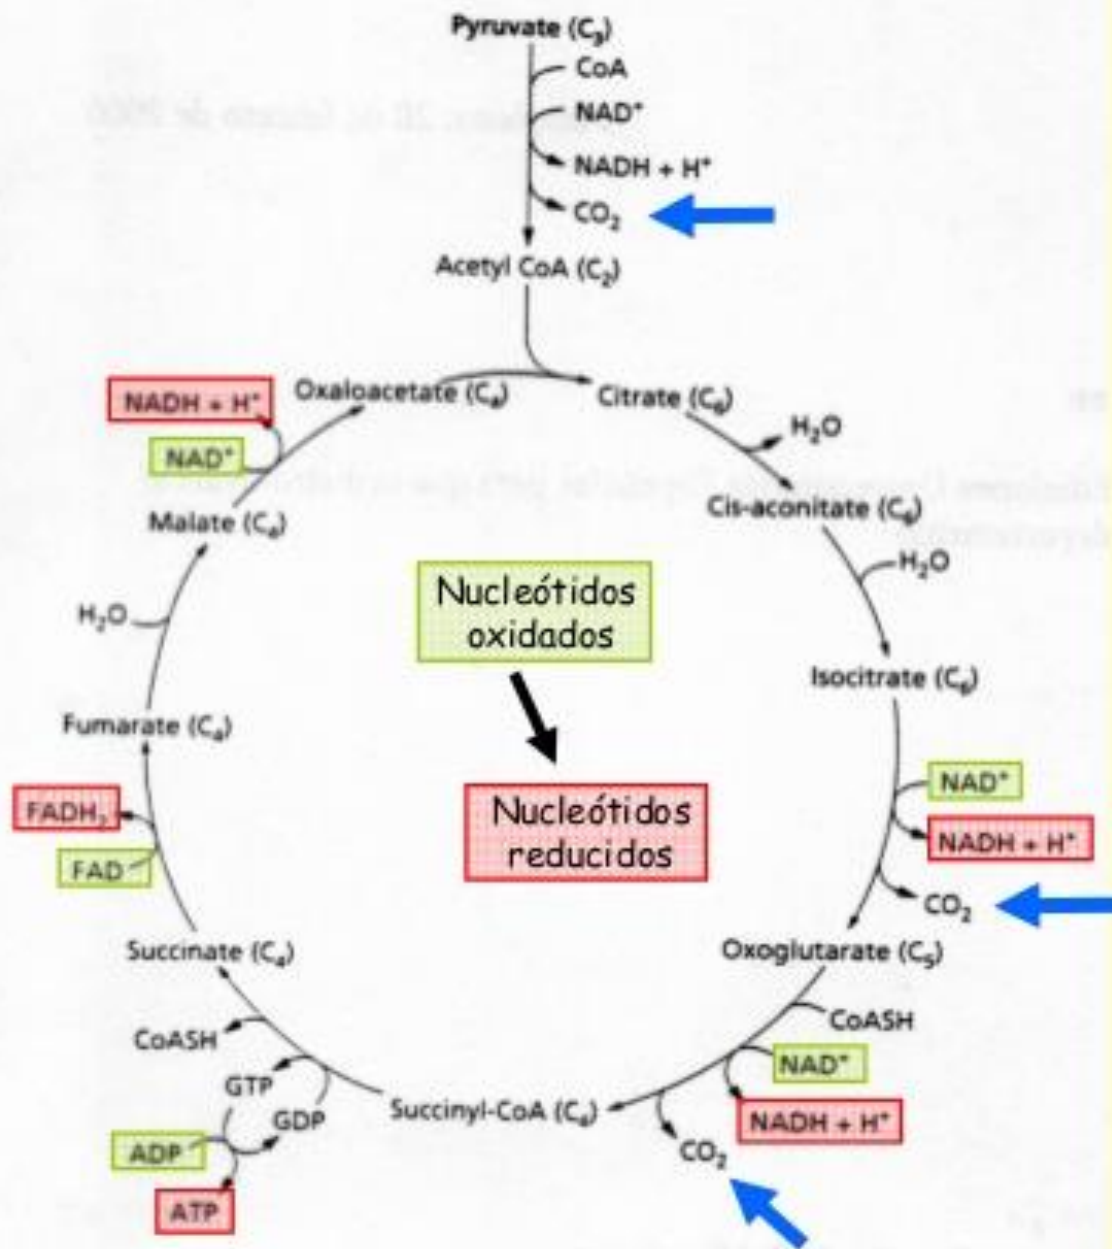 Pyruvate (C₃)
CoA
NAD⁺
NADH + H⁺
CO₂
Acetyl CoA (C₂)
Oxaloacetate (C₄)
Citrate (C₆)
H₂O
Cis-aconitate (C₆)
H₂O
Isocitrate (C₆)
NAD⁺
NADH + H⁺
CO₂
Oxoglutarate (C₅)
CoASH
NAD⁺
NADH + H⁺
CO₂
Succinyl-CoA (C₄)
GDP
GTP
ADP
ATP
CoASH
Succinate (C₄)
FAD
FADH₂
Fumarate (C₄)
H₂O
Malate (C₄)
NAD⁺
NADH + H⁺
Nucleótidos
oxidados
Nucleótidos
reducidos